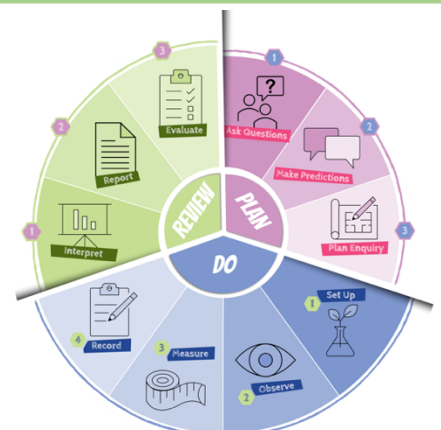 1
Ask Questions
?
2
Make Predictions
3
Plan Enquiry
PLAN
1
Set Up
2
Observe
3
Measure
4
Record
DO
1
Interpret
2
Report
3
Evaluate
REVIEW